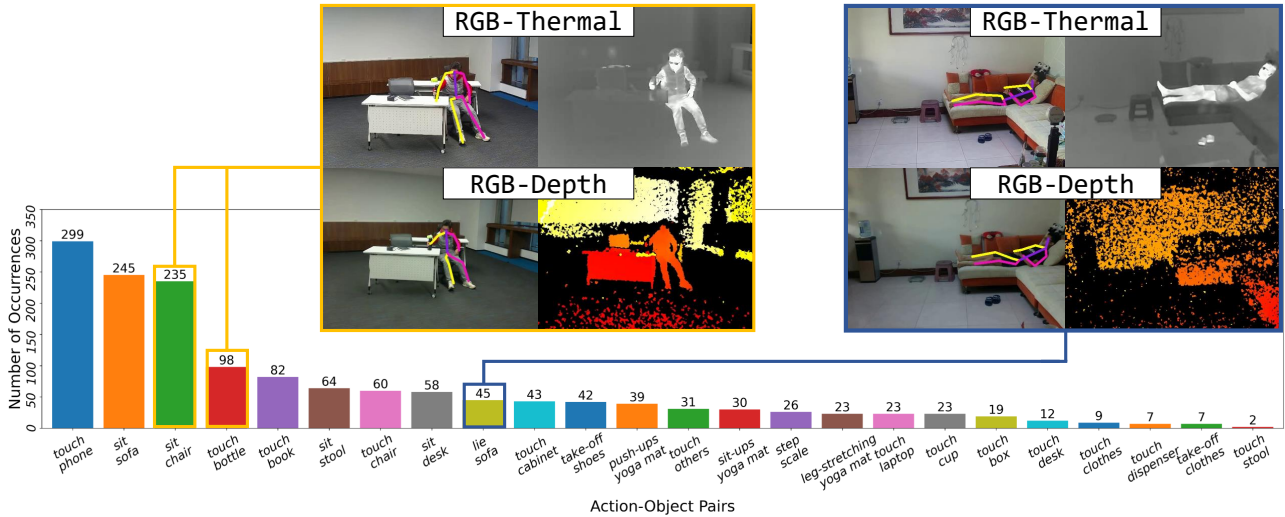 RGB-Thermal
RGB-Thermal
RGB-Depth
RGB-Depth
Number of Occurrences
350
300
250
200
150
100
50
0
299
245
235
98
82
64
60
58
45
43
42
39
31
30
26
23
23
23
19
12
9
7
7
2
touch
phone
sit
sofa
sit
chair
touch
bottle
touch
book
sit
stool
touch
chair
sit
desk
lie
sofa
touch
cabinet
take-off
shoes
push-ups
yoga mat
touch
others
sit-ups
yoga mat
step
scale
leg-stretching
yoga mat
touch
laptop
touch
cup
touch
box
touch
desk
touch
clothes
touch
dispenser
take-off
clothes
touch
stool
Action-Object Pairs